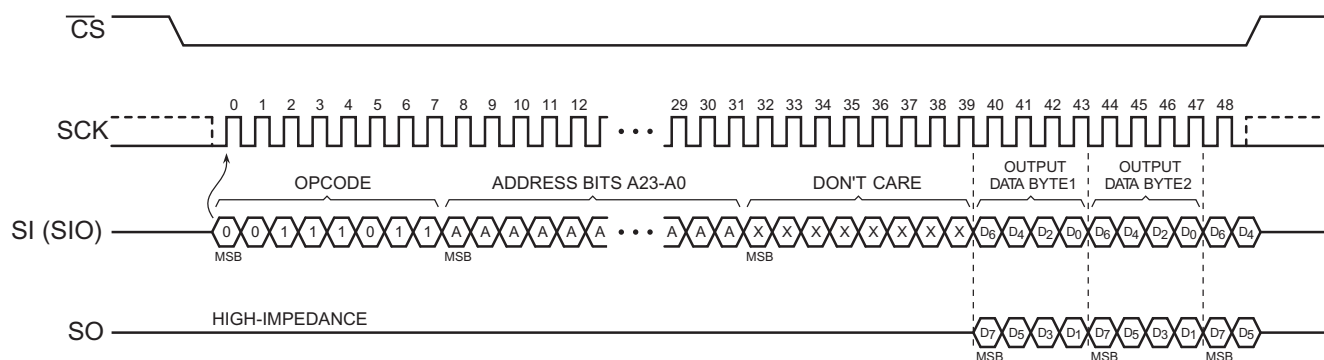 CS
0 1 2 3 4 5 6 7 8 9 10 11 12 29 30 31 32 33 34 35 36 37 38 39 40 41 42 43 44 45 46 47 48
SCK
OPCODE ADDRESS BITS A23-A0 DON'T CARE OUTPUT DATA BYTE1 OUTPUT DATA BYTE2
SI (SIO) 0 0 1 1 1 0 1 1 A A A A A A A A A X X X X X X X X D6 D4 D2 D0 D6 D4 D2 D0 D6 D4
MSB MSB MSB
HIGH-IMPEDANCE
SO D7 D5 D3 D1 D7 D5 D3 D1 D7 D5
MSB MSB MSB